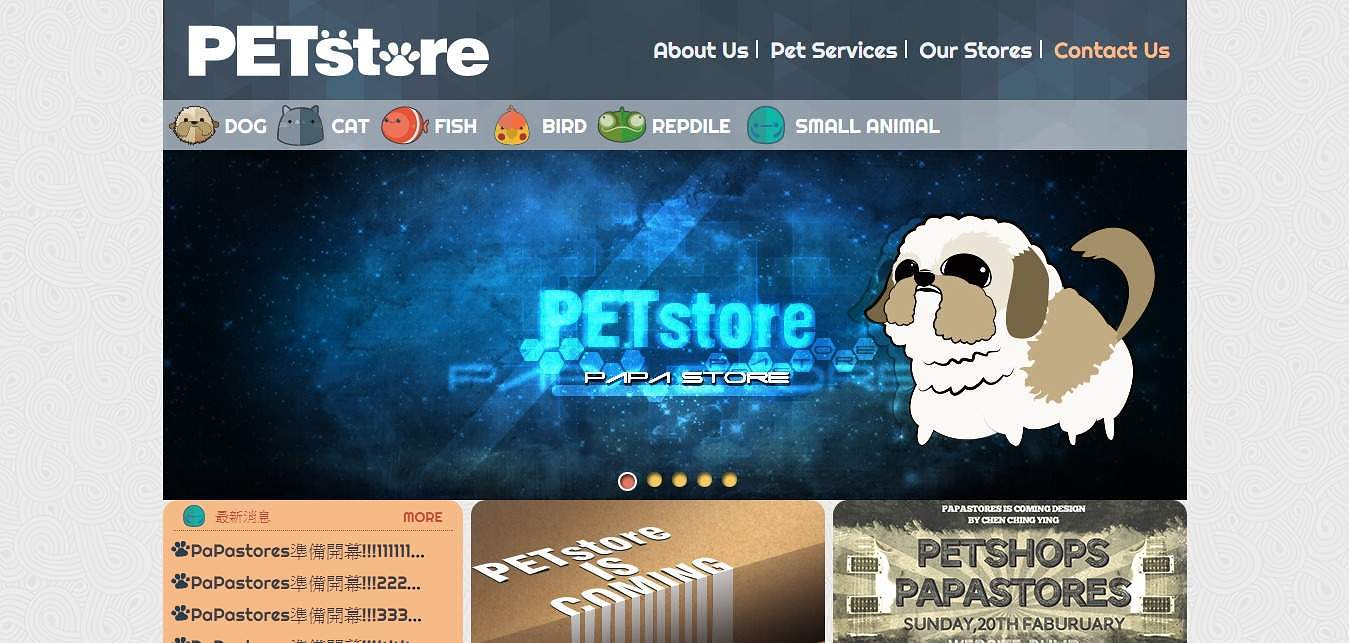 PETstore
About Us | Pet Services | Our Stores | Contact Us
DOG CAT FISH BIRD REPDILE SMALL ANIMAL
PETstore
PAPA STORE
最新消息 MORE
PaPastores準備開幕!!!111111...
PaPastores準備開幕!!!222...
PaPastores準備開幕!!!333...
PETstore
IS
COMING
PAPASTORES IS COMING DESIGN
BY CHEN CHING YING
PETSHOPS
PAPASTORES
SUNDAY,20TH FABURUARY